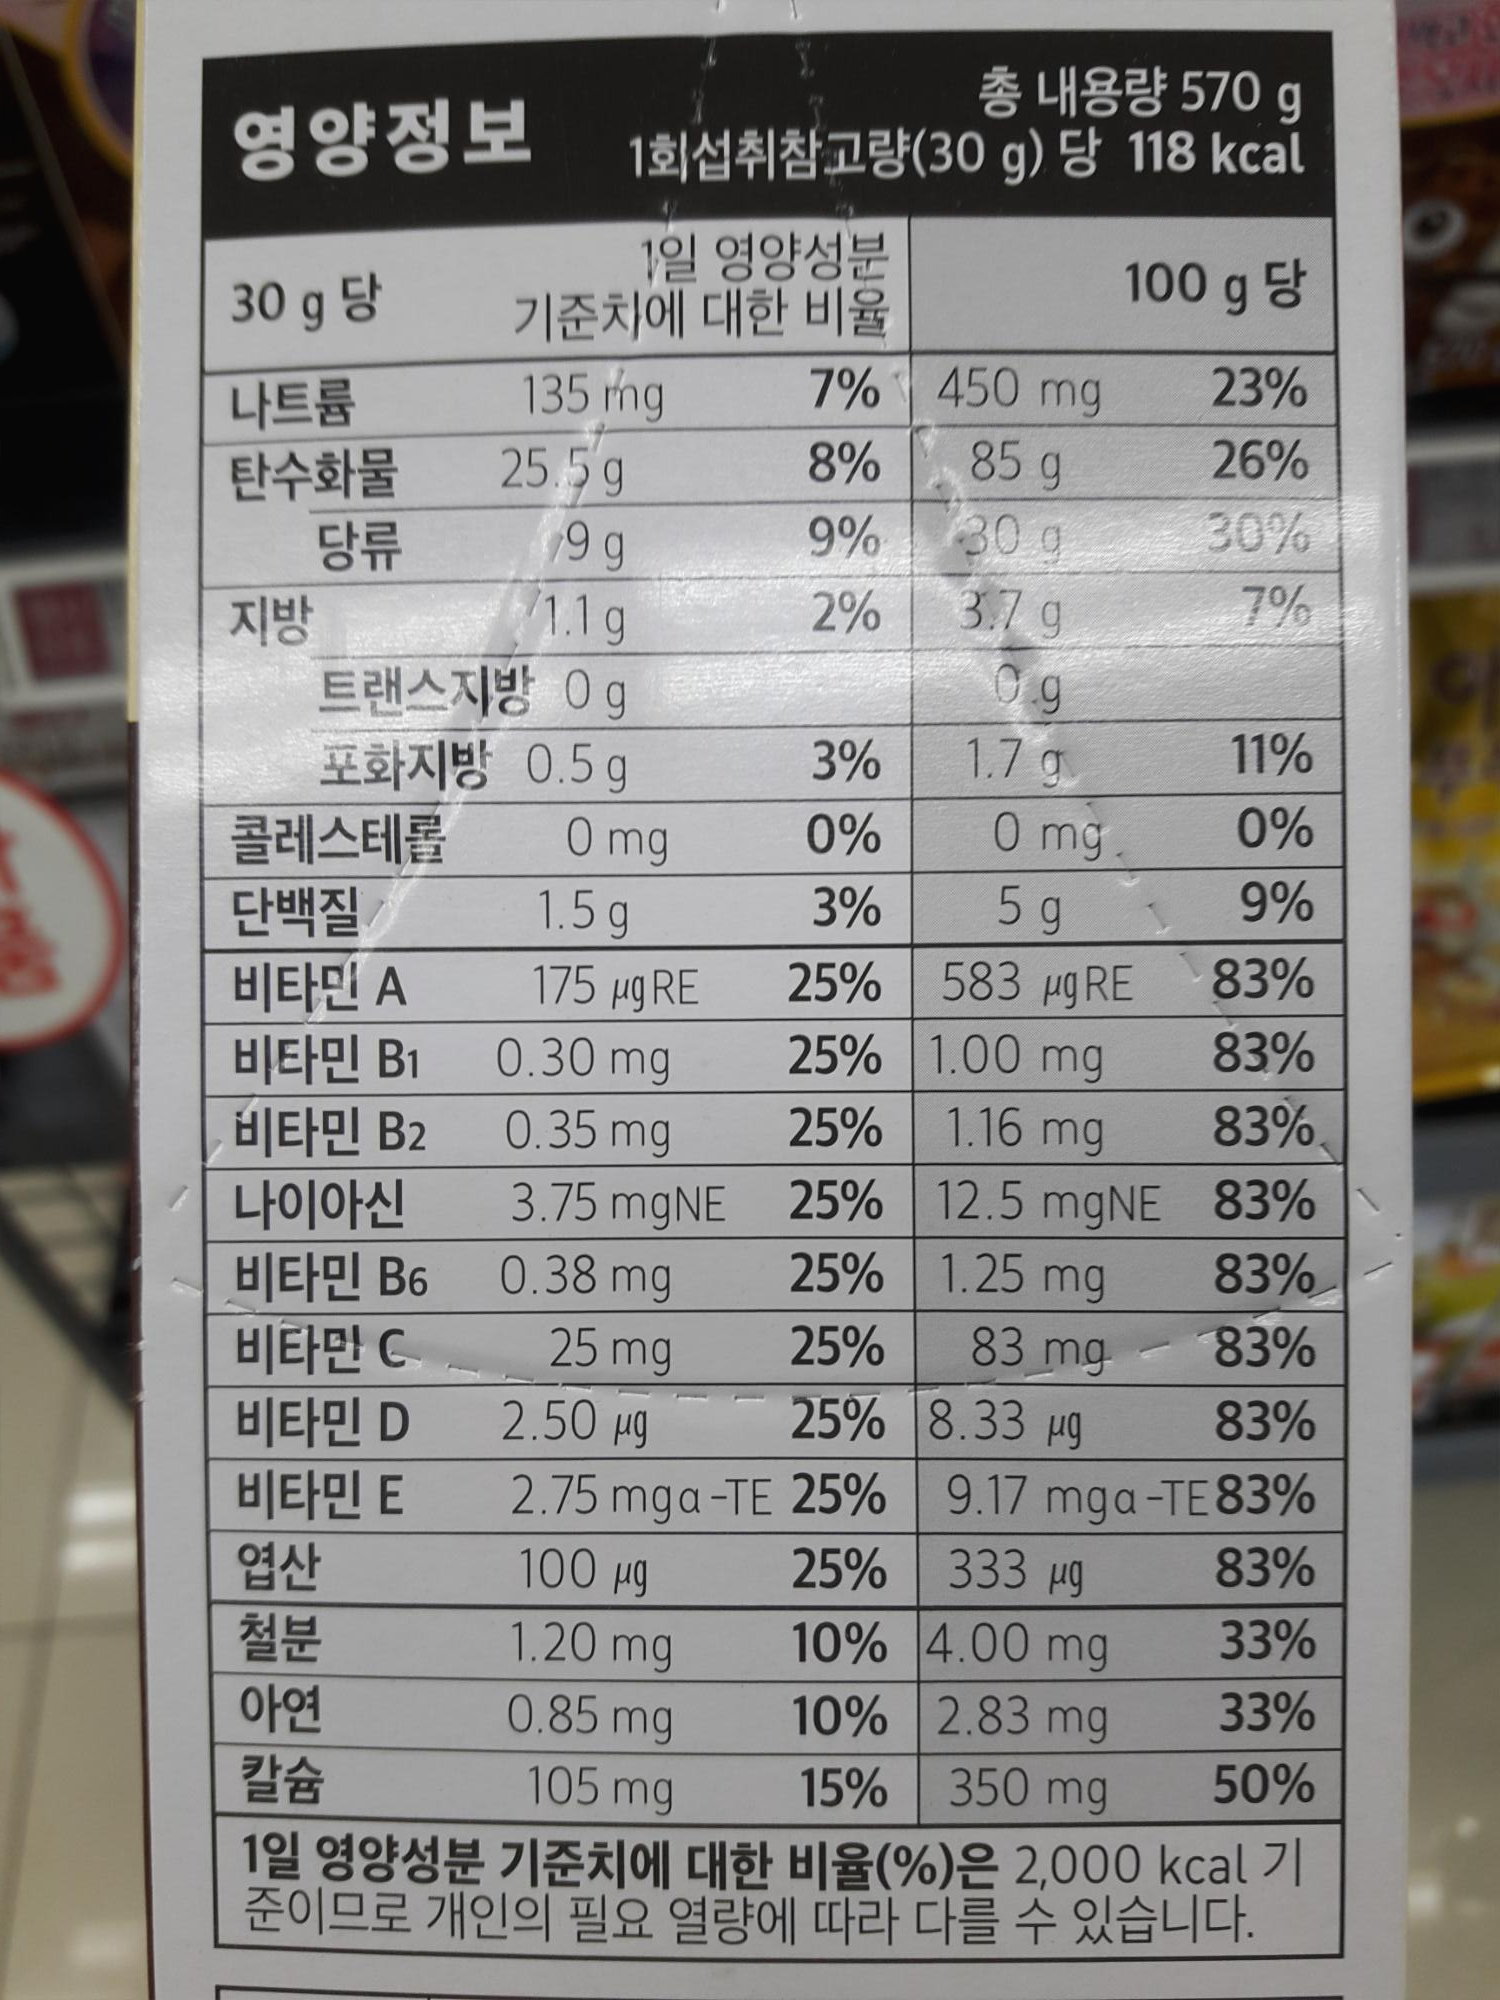 영양정보
총 내용량 570 g
1회섭취참고량(30 g) 당 118 kcal
30 g 당 1일 영양성분 기준치에 대한 비율 100 g 당
나트륨 135 mg 7% 450 mg 23%
탄수화물 25.5 g 8% 85 g 26%
당류 9 g 9% 30 g 30%
지방 1.1 g 2% 3.7 g 7%
트랜스지방 0 g 0 g
포화지방 0.5 g 3% 1.7 g 11%
콜레스테롤 0 mg 0% 0 mg 0%
단백질 1.5 g 3% 5 g 9%
비타민 A 175 μgRE 25% 583 μgRE 83%
비타민 B1 0.30 mg 25% 1.00 mg 83%
비타민 B2 0.35 mg 25% 1.16 mg 83%
나이아신 3.75 mgNE 25% 12.5 mgNE 83%
비타민 B6 0.38 mg 25% 1.25 mg 83%
비타민 C 25 mg 25% 83 mg 83%
비타민 D 2.50 μg 25% 8.33 μg 83%
비타민 E 2.75 mgα-TE 25% 9.17 mgα-TE 83%
엽산 100 μg 25% 333 μg 83%
철분 1.20 mg 10% 4.00 mg 33%
아연 0.85 mg 10% 2.83 mg 33%
칼슘 105 mg 15% 350 mg 50%
1일 영양성분 기준치에 대한 비율(%)은 2,000 kcal 기
준이므로 개인의 필요 열량에 따라 다를 수 있습니다.